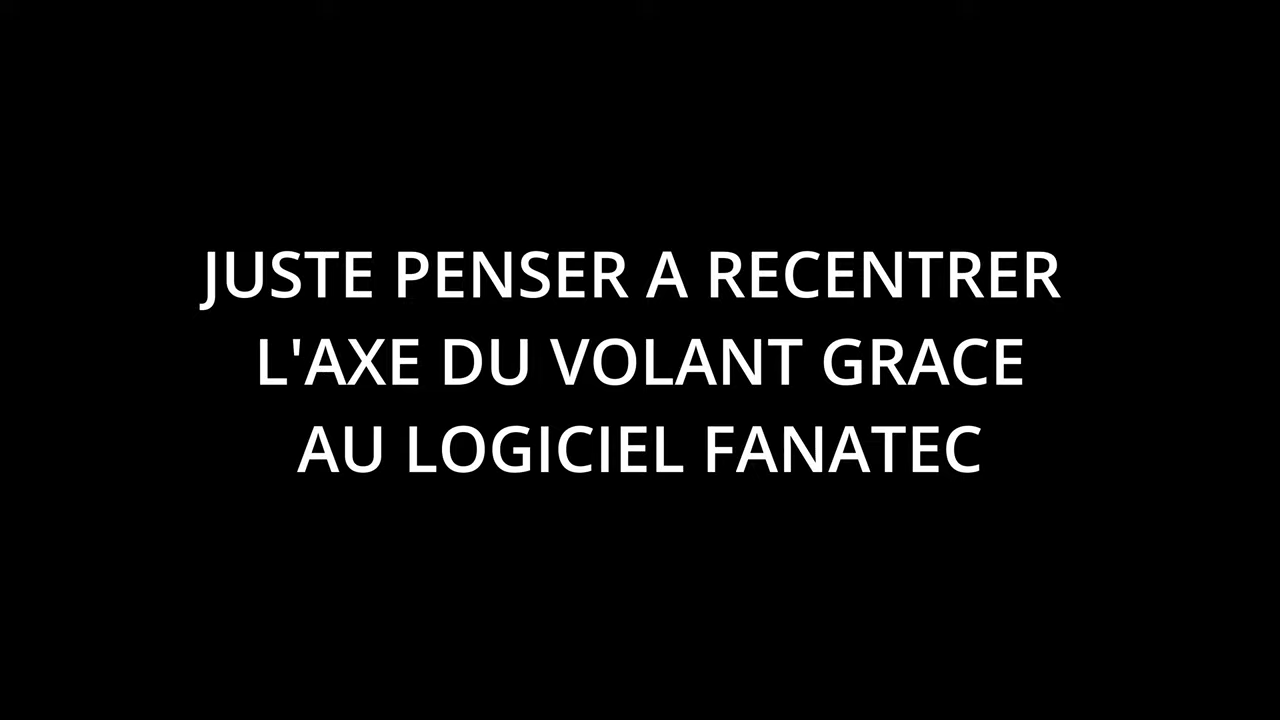 JUSTE PENSER A RECENTRER
L'AXE DU VOLANT GRACE
AU LOGICIEL FANATEC